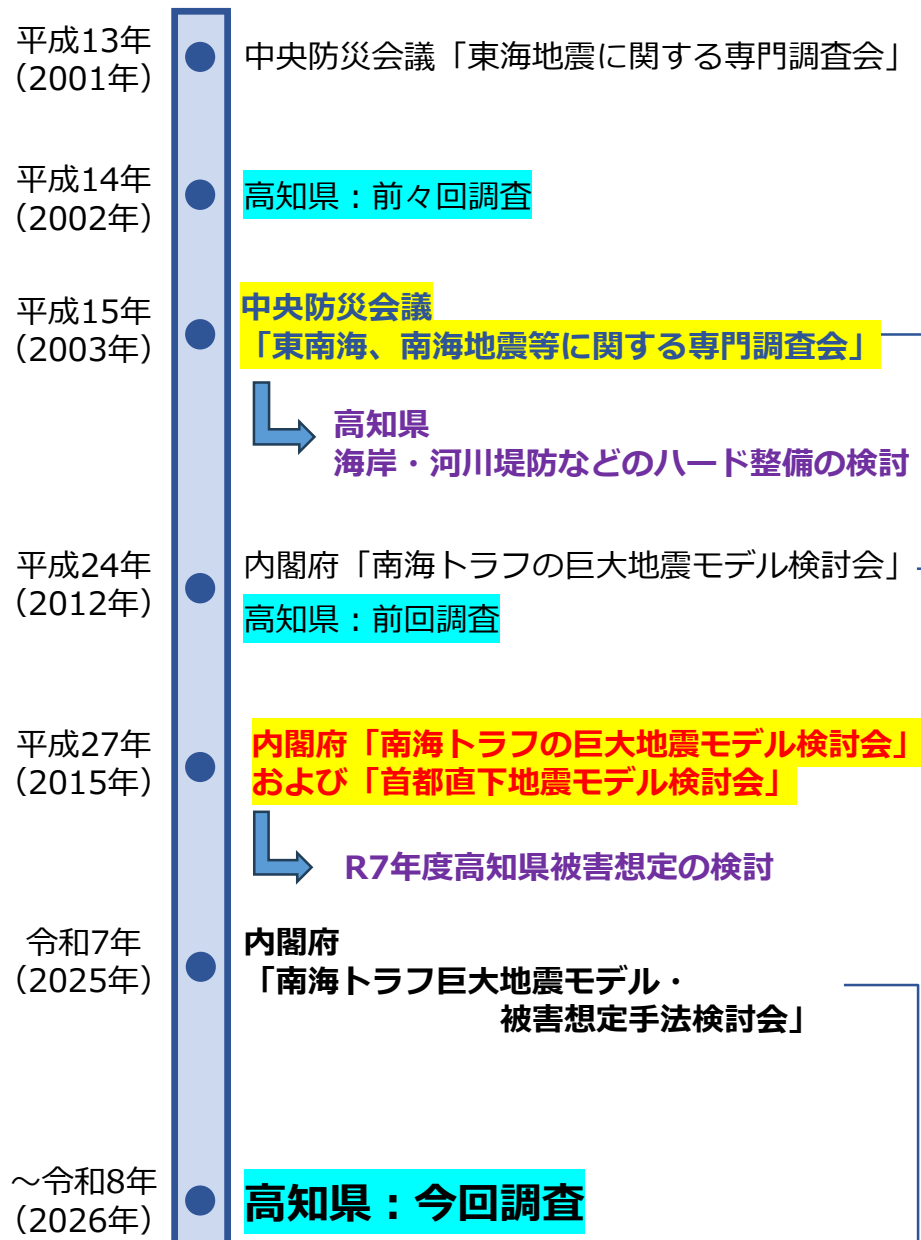 平成13年
（2001年）
中央防災会議「東海地震に関する専門調査会」
平成14年
（2002年）
高知県：前々回調査
平成15年
（2003年）
中央防災会議
「東南海、南海地震等に関する専門調査会」
高知県
海岸・河川堤防などのハード整備の検討
平成24年
（2012年）
内閣府「南海トラフの巨大地震モデル検討会」
高知県：前回調査
平成27年
（2015年）
内閣府「南海トラフの巨大地震モデル検討会」
および「首都直下地震モデル検討会」
R7年度高知県被害想定の検討
令和7年
（2025年）
内閣府
「南海トラフ巨大地震モデル・
被害想定手法検討会」
～令和8年
（2026年）
高知県：今回調査